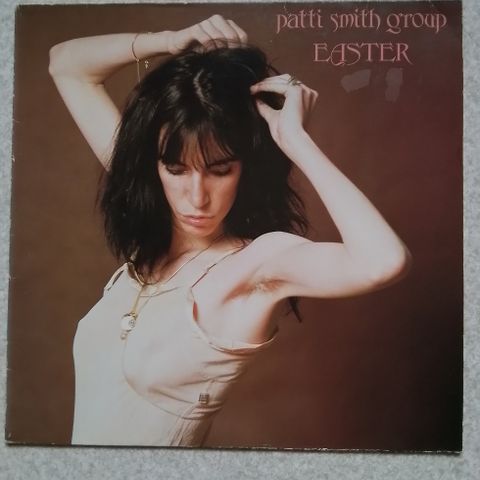 patti smith group
EASTER